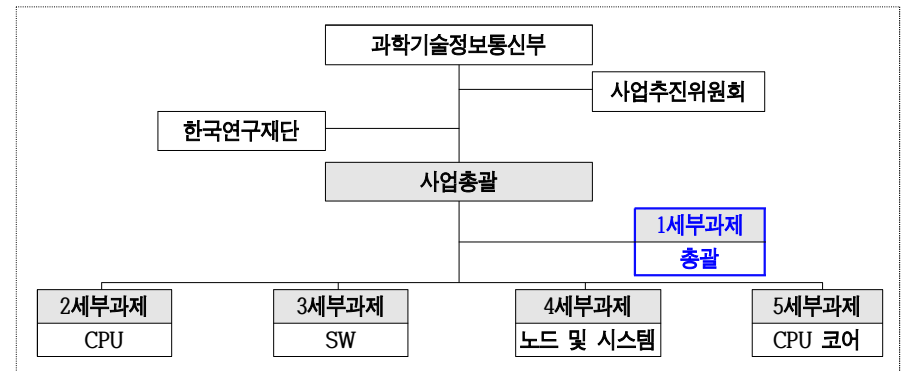 과학기술정보통신부
사업추진위원회
한국연구재단
사업총괄
1세부과제
총괄
2세부과제
CPU
3세부과제
SW
4세부과제
노드 및 시스템
5세부과제
CPU 코어